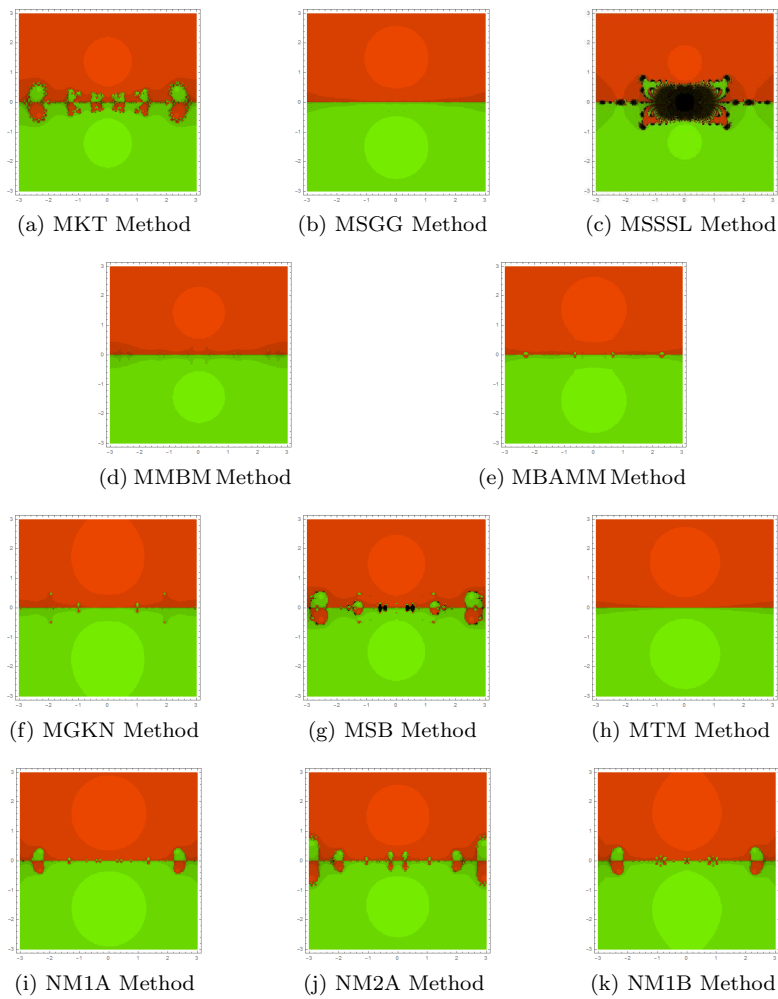 (a) MKT Method
(b) MSGG Method
(c) MSSSL Method
(d) MMBM Method
(e) MBAMM Method
(f) MGKN Method
(g) MSB Method
(h) MTM Method
(i) NM1A Method
(j) NM2A Method
(k) NM1B Method